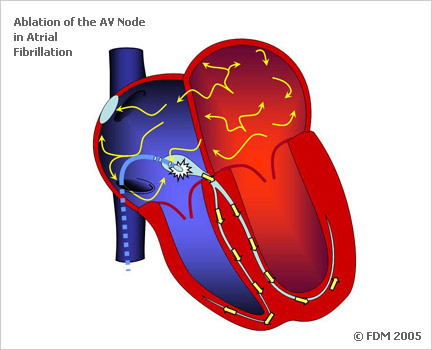 Ablation of the AV Node
in Atrial
Fibrillation
© FDM 2005